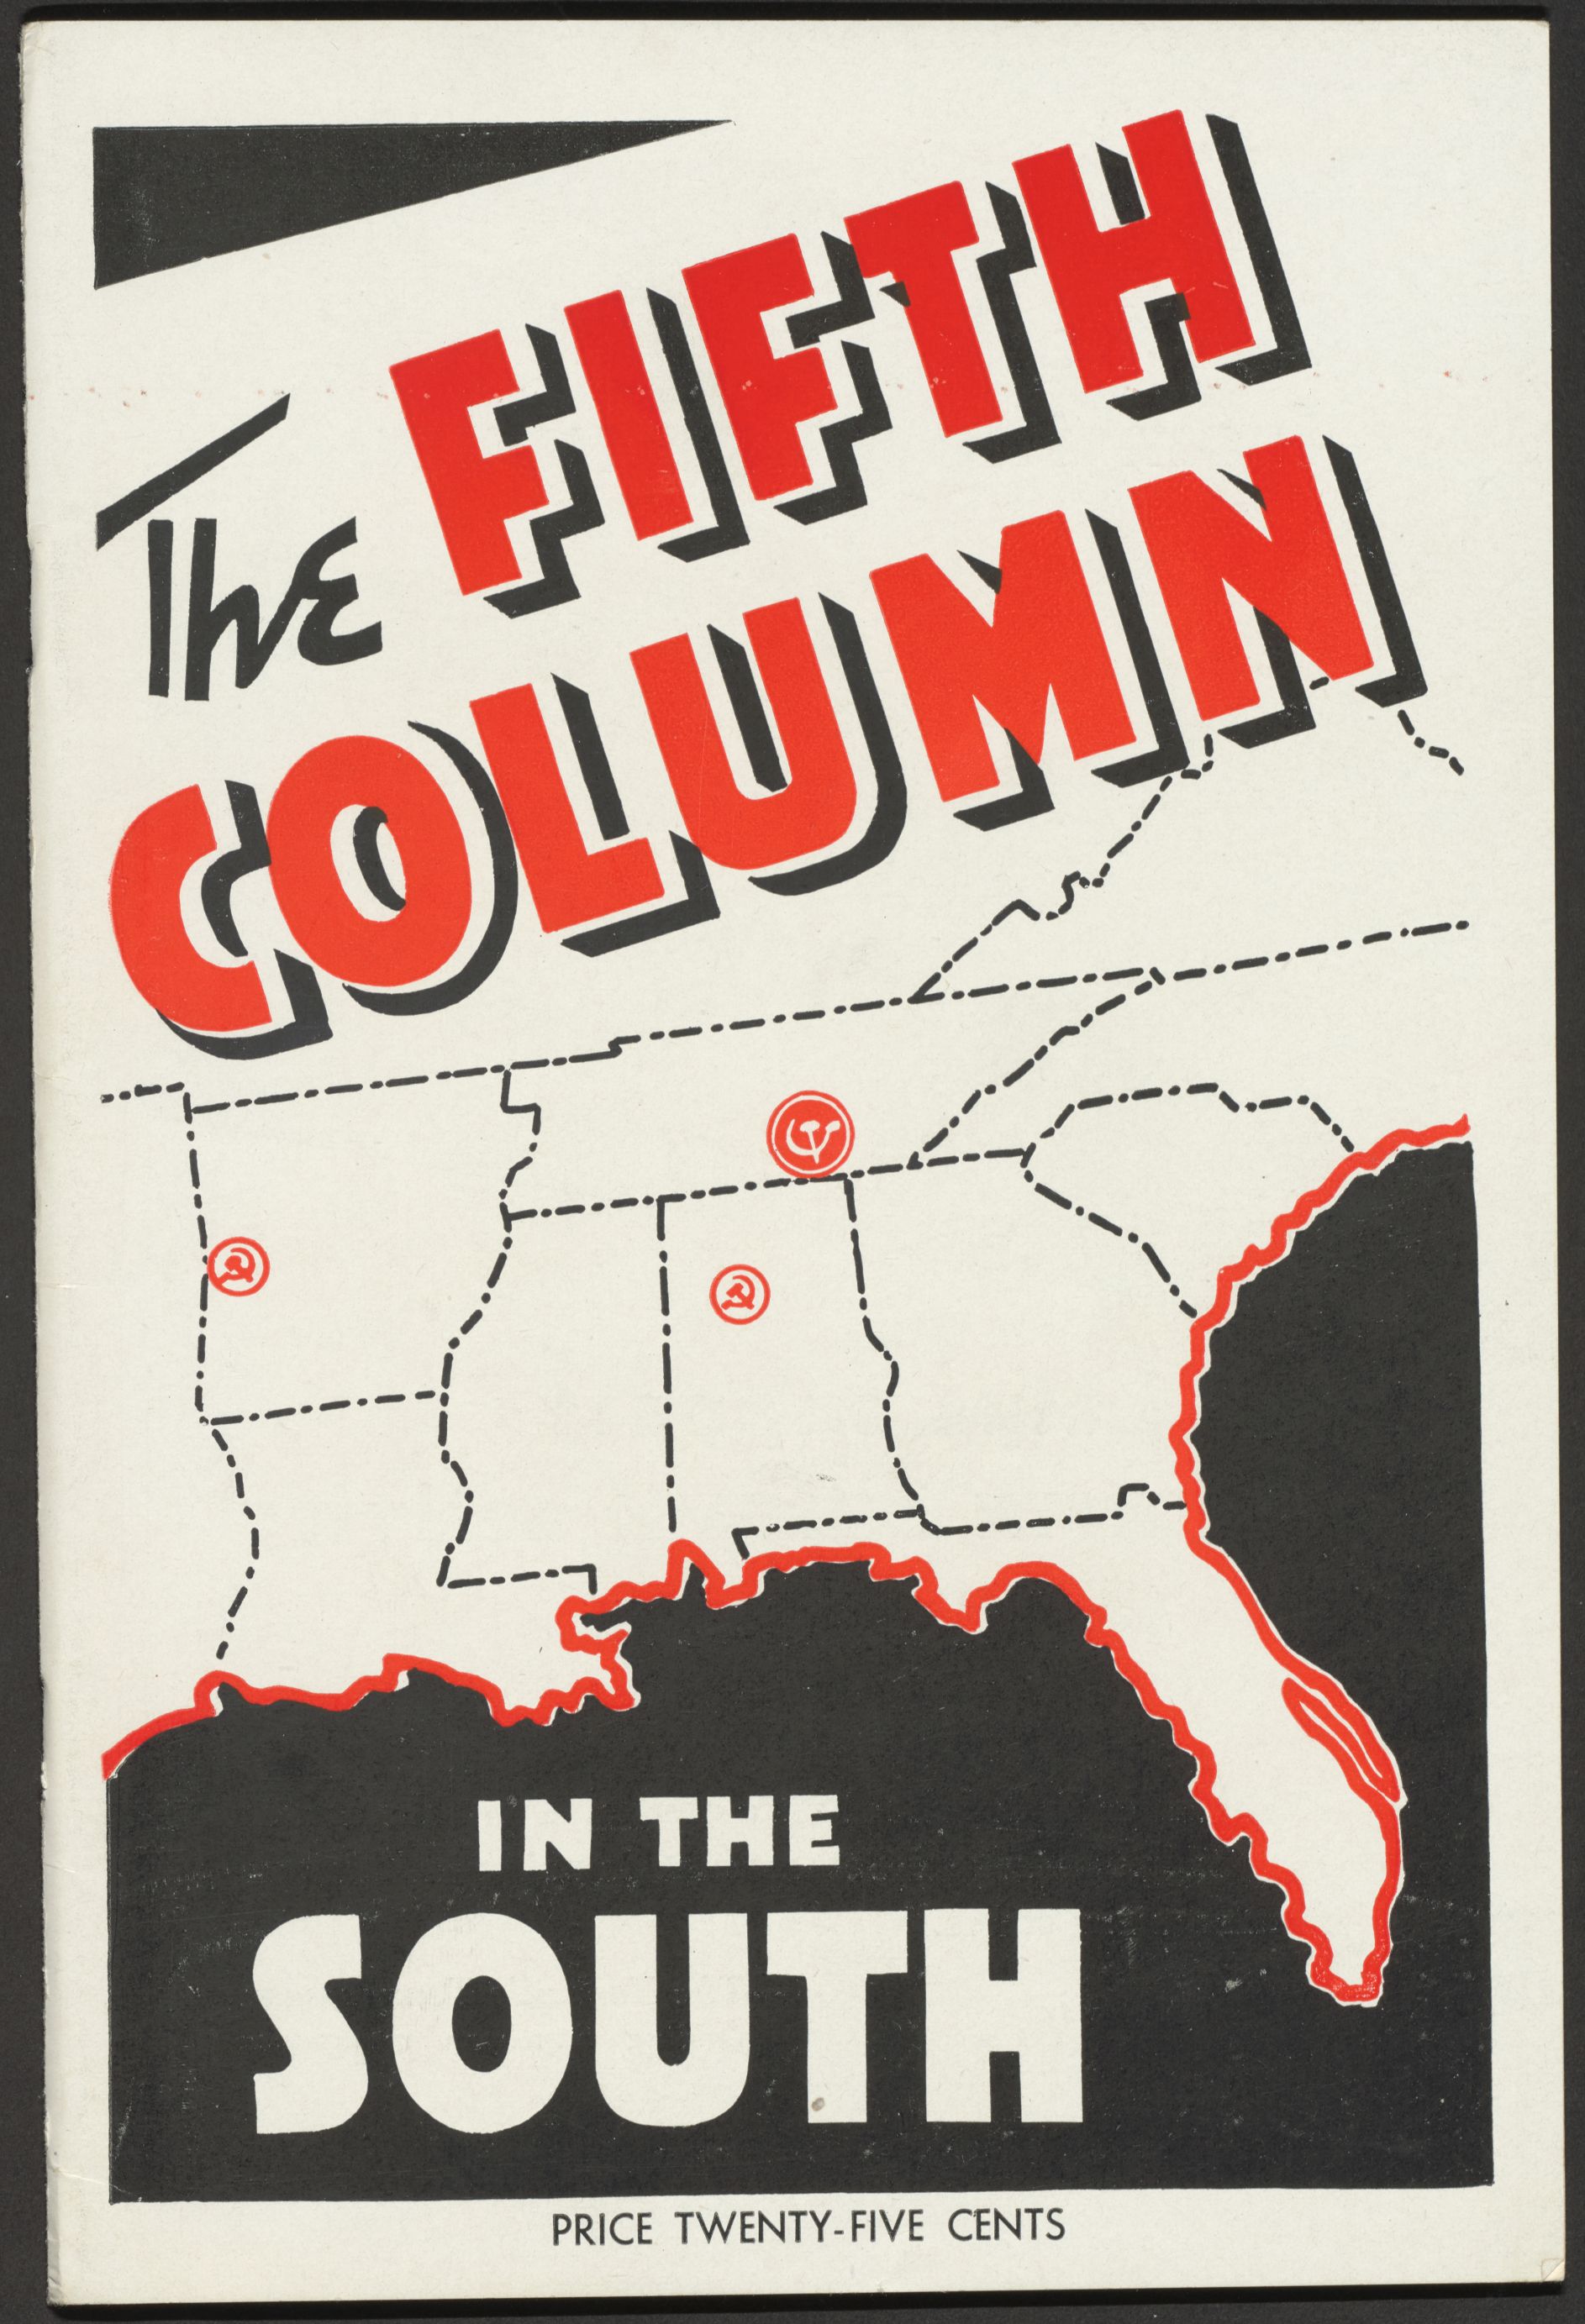 The FIFTH
COLUMN
IN THE
SOUTH
PRICE TWENTY-FIVE CENTS